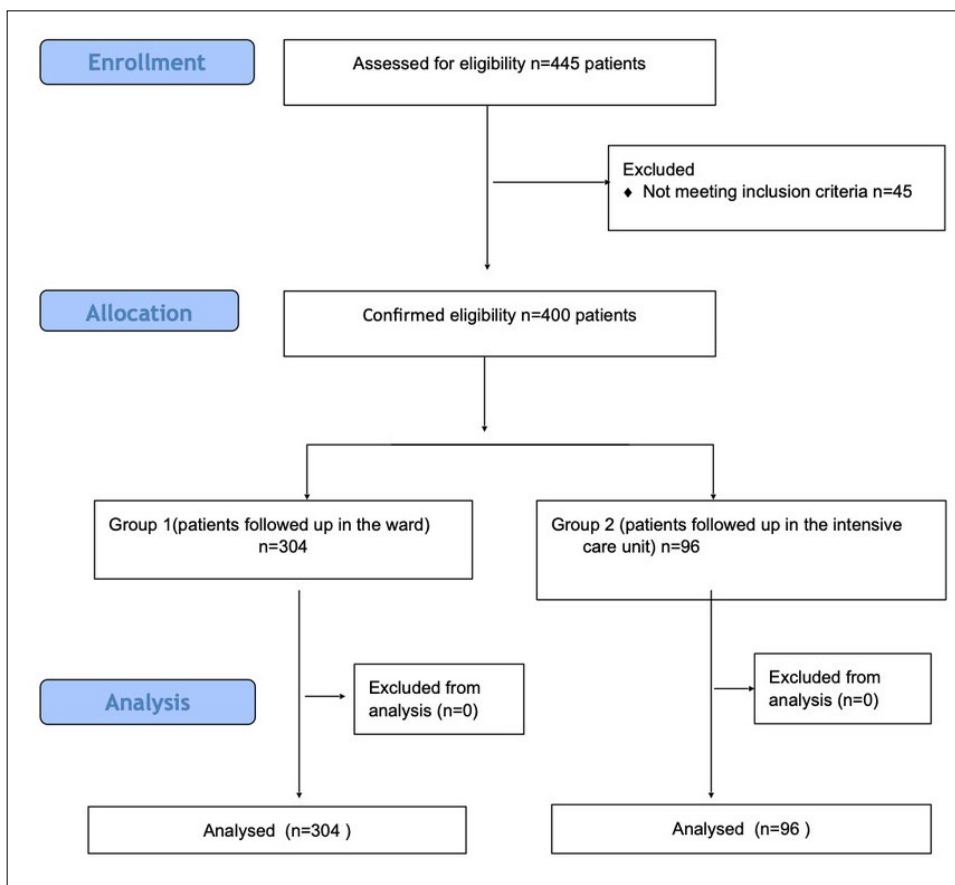 Enrollment
Assessed for eligibility n=445 patients
Excluded
♦ Not meeting inclusion criteria n=45
Allocation
Confirmed eligibility n=400 patients
Group 1(patients followed up in the ward)
n=304
Group 2 (patients followed up in the intensive
care unit) n=96
Analysis
Excluded from
analysis (n=0)
Excluded from
analysis (n=0)
Analysed (n=304 )
Analysed (n=96 )